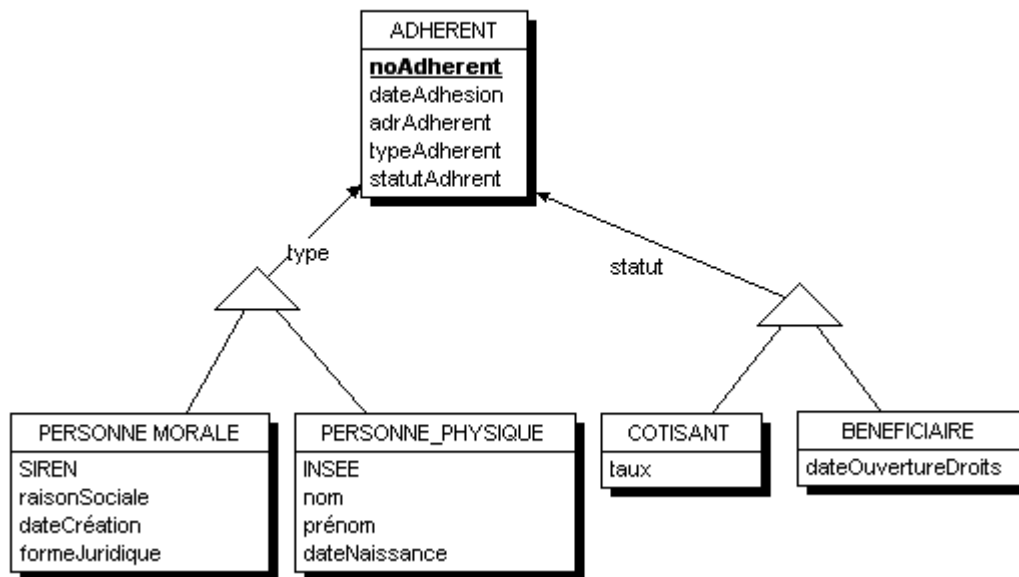 ADHERENT
noAdherent
dateAdhesion
adrAdherent
typeAdherent
statutAdhrent
type
statut
PERSONNE MORALE
SIREN
raisonSociale
dateCréation
formeJuridique
PERSONNE_PHYSIQUE
INSEE
nom
prénom
dateNaissance
COTISANT
taux
BENEFICIAIRE
dateOuvertureDroits